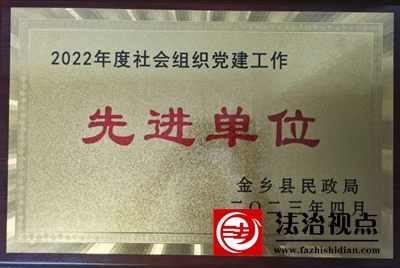 2022年度社会组织党建工作
先进单位
金乡县民政局
二〇二三年四月
法治视点
www.fazhishidian.com